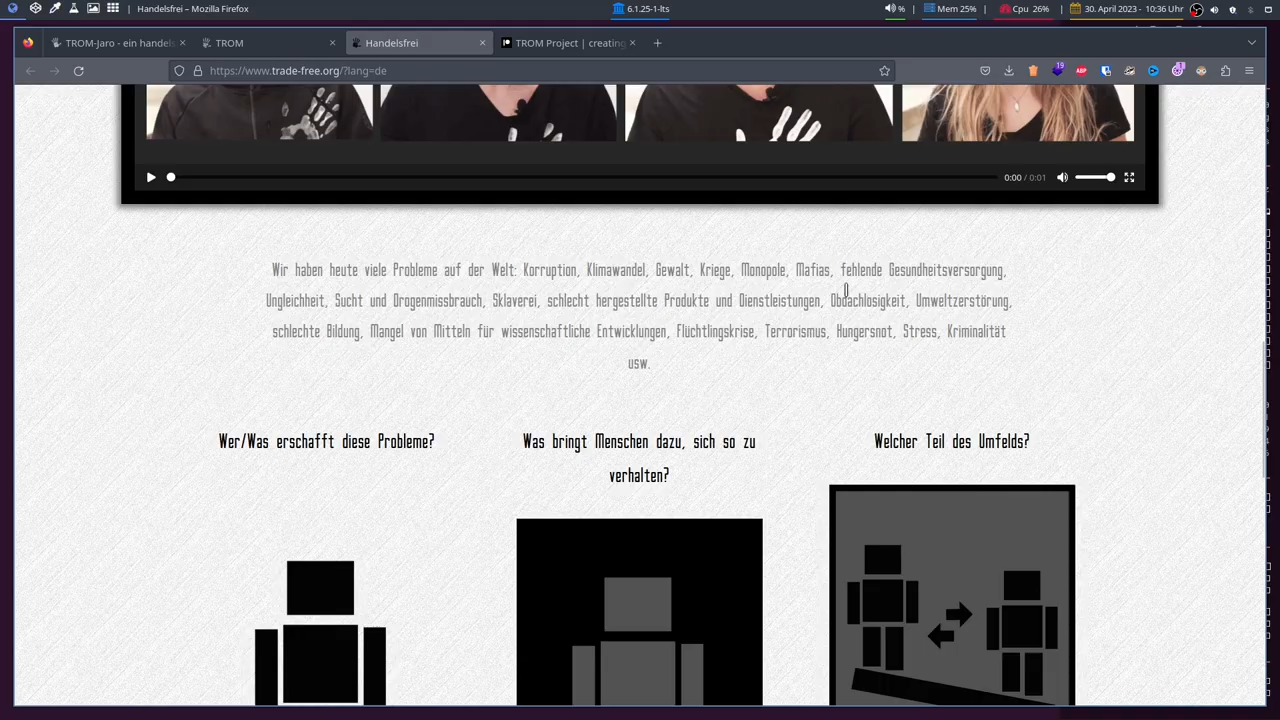 Handelsfrei — Mozilla Firefox
6.1.25-1-lts
%
Mem 25%
Cpu 26%
30. April 2023 - 10:36 Uhr
TROM-Jaro - ein handels
TROM
Handelsfrei
TROM Project | creating
https://www.trade-free.org/?lang=de
19
ABP
1
0:00 / 0:01
Wir haben heute viele Probleme auf der Welt: Korruption, Klimawandel, Gewalt, Kriege, Monopole, Mafias, fehlende Gesundheitsversorgung,
Ungleichheit, Sucht und Drogenmissbrauch, Sklaverei, schlecht hergestellte Produkte und Dienstleistungen, Obdachlosigkeit, Umweltzerstörung,
schlechte Bildung, Mangel von Mitteln für wissenschaftliche Entwicklungen, Flüchtlingskrise, Terrorismus, Hungersnot, Stress, Kriminalität
usw.
Wer/Was erschafft diese Probleme?
Was bringt Menschen dazu, sich so zu
verhalten?
Welcher Teil des Umfelds?